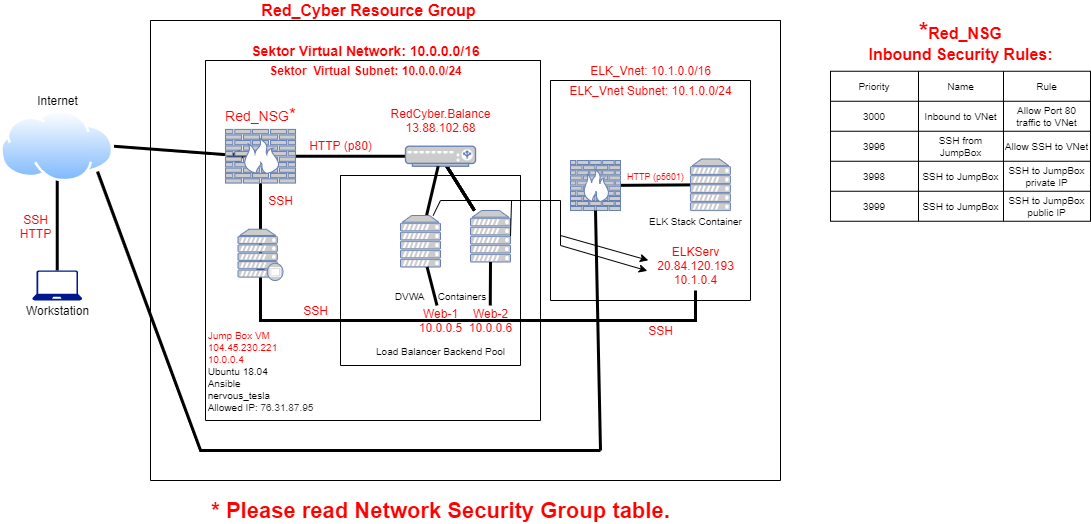 Red_Cyber Resource Group
Sektor Virtual Network: 10.0.0.0/16
Sektor Virtual Subnet: 10.0.0.0/24
ELK_Vnet: 10.1.0.0/16
ELK_Vnet Subnet: 10.1.0.0/24
Internet
Red_NSG*
RedCyber.Balance
13.88.102.68
HTTP (p80)
HTTP (p5601)
SSH
SSH
HTTP
ELK Stack Container
ELKServ
20.84.120.193
10.1.0.4
Workstation
DVWA Containers
SSH
Web-1
10.0.0.5
Web-2
10.0.0.6
SSH
Load Balancer Backend Pool
Jump Box VM
104.45.230.221
10.0.0.4
Ubuntu 18.04
Ansible
nervous_tesla
Allowed IP: 76.31.87.95
* Please read Network Security Group table.
*Red_NSG
Inbound Security Rules:
Priority Name Rule
3000 Inbound to VNet Allow Port 80
traffic to VNet
3996 SSH from
JumpBox Allow SSH to VNet
3998 SSH to JumpBox SSH to JumpBox
private IP
3999 SSH to JumpBox SSH to JumpBox
public IP